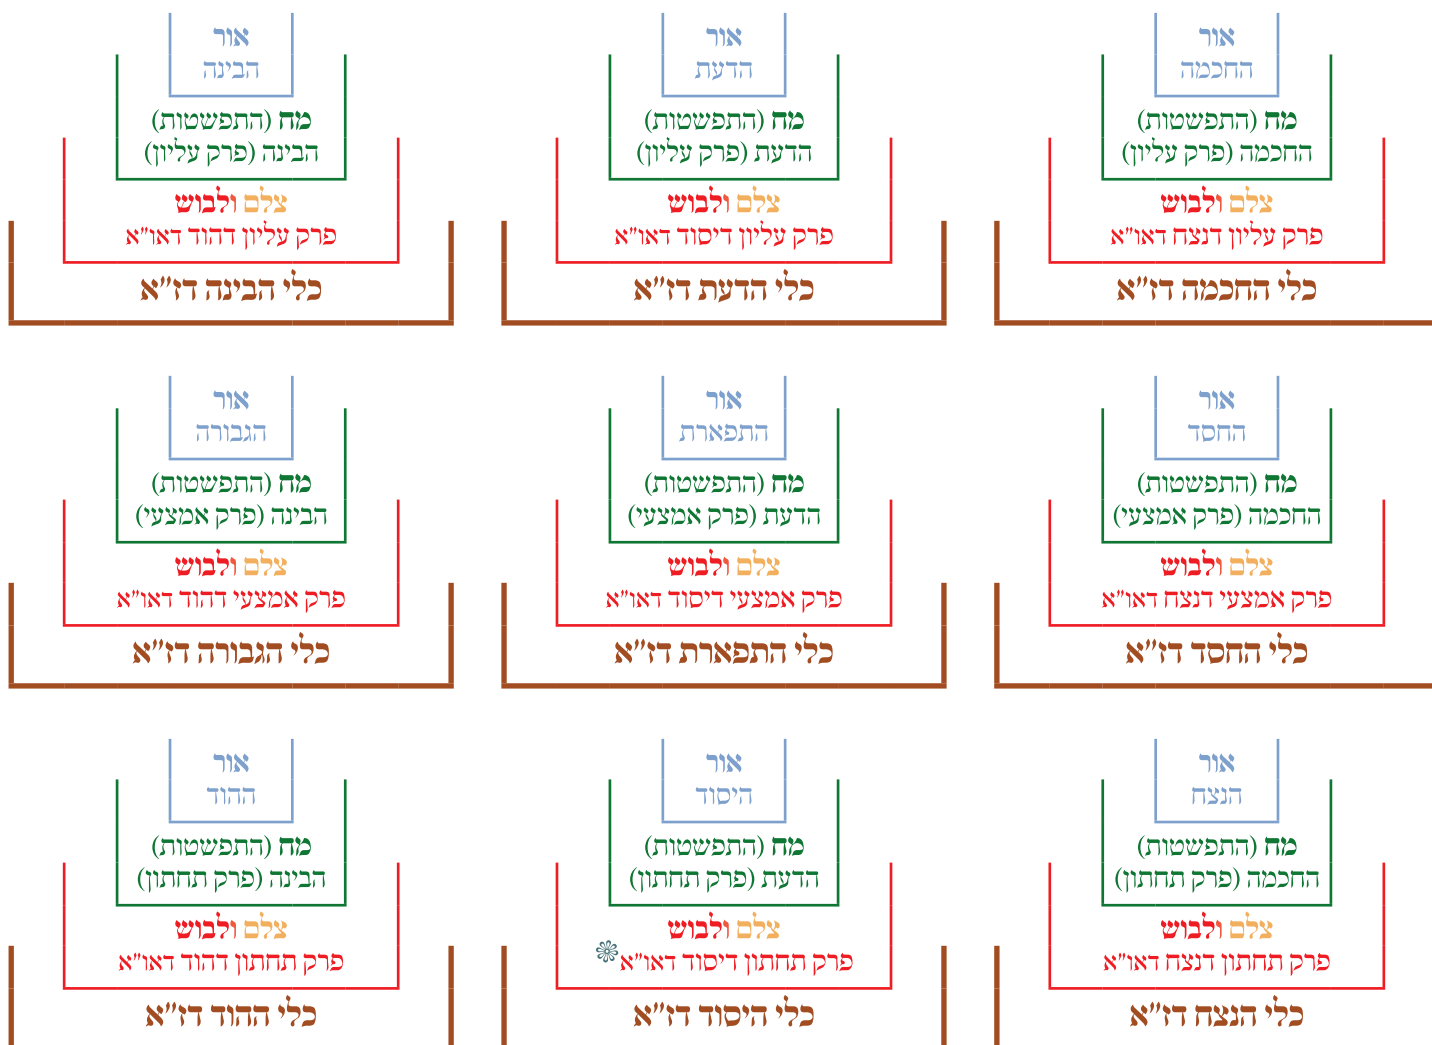 אור
החכמה
מח (התפשטות)
החכמה (פרק עליון)
צלם ולבוש
פרק עליון דנצח דאו"א
כלי החכמה דז"א
אור
הדעת
מח (התפשטות)
הדעת (פרק עליון)
צלם ולבוש
פרק עליון דיסוד דאו"א
כלי הדעת דז"א
אור
הבינה
מח (התפשטות)
הבינה (פרק עליון)
צלם ולבוש
פרק עליון דהוד דאו"א
כלי הבינה דז"א
אור
החסד
מח (התפשטות)
החכמה (פרק אמצעי)
צלם ולבוש
פרק אמצעי דנצח דאו"א
כלי החסד דז"א
אור
התפארת
מח (התפשטות)
הדעת (פרק אמצעי)
צלם ולבוש
פרק אמצעי דיסוד דאו"א
כלי התפארת דז"א
אור
הגבורה
מח (התפשטות)
הבינה (פרק אמצעי)
צלם ולבוש
פרק אמצעי דהוד דאו"א
כלי הגבורה דז"א
אור
הנצח
מח (התפשטות)
החכמה (פרק תחתון)
צלם ולבוש
פרק תחתון דנצח דאו"א
כלי הנצח דז"א
אור
היסוד
מח (התפשטות)
הדעת (פרק תחתון)
צלם ולבוש
פרק תחתון דיסוד דאו"א❊
כלי היסוד דז"א
אור
ההוד
מח (התפשטות)
הבינה (פרק תחתון)
צלם ולבוש
פרק תחתון דהוד דאו"א
כלי ההוד דז"א